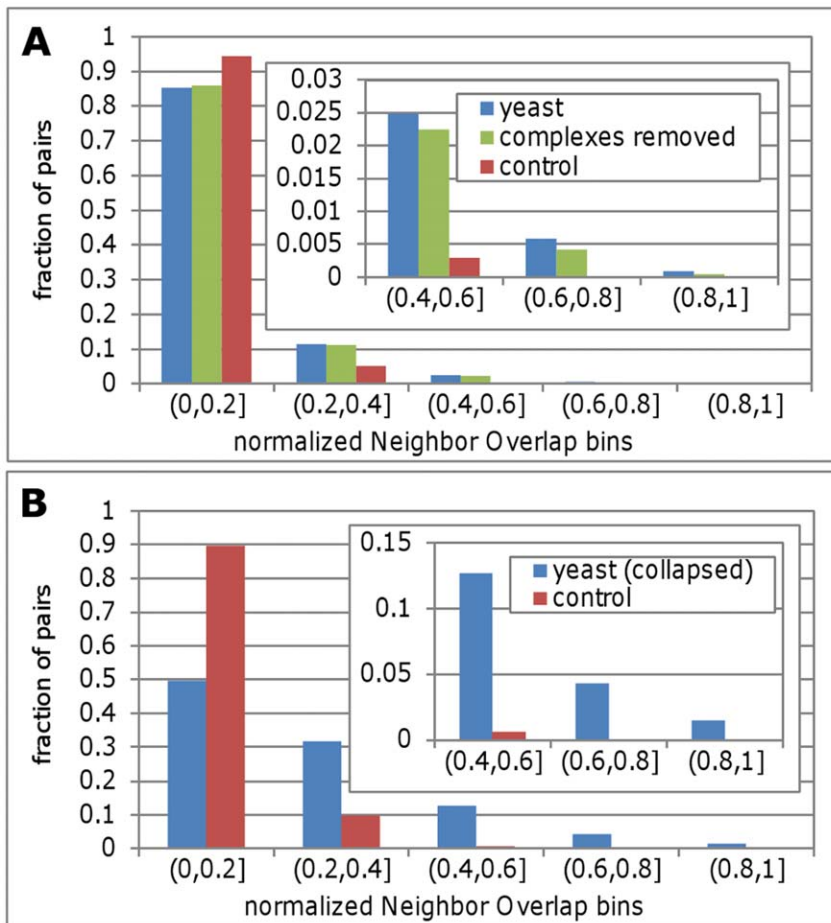 A
fraction of pairs
1
0.9
0.8
0.7
0.6
0.5
0.4
0.3
0.2
0.1
0
0.03
0.025
0.02
0.015
0.01
0.005
0
yeast
complexes removed
control
(0.4,0.6] (0.6,0.8] (0.8,1]
(0,0.2] (0.2,0.4] (0.4,0.6] (0.6,0.8] (0.8,1]
normalized Neighbor Overlap bins
B
fraction of pairs
1
0.9
0.8
0.7
0.6
0.5
0.4
0.3
0.2
0.1
0
0.15
0.1
0.05
0
yeast (collapsed)
control
(0.4,0.6] (0.6,0.8] (0.8,1]
(0,0.2] (0.2,0.4] (0.4,0.6] (0.6,0.8] (0.8,1]
normalized Neighbor Overlap bins